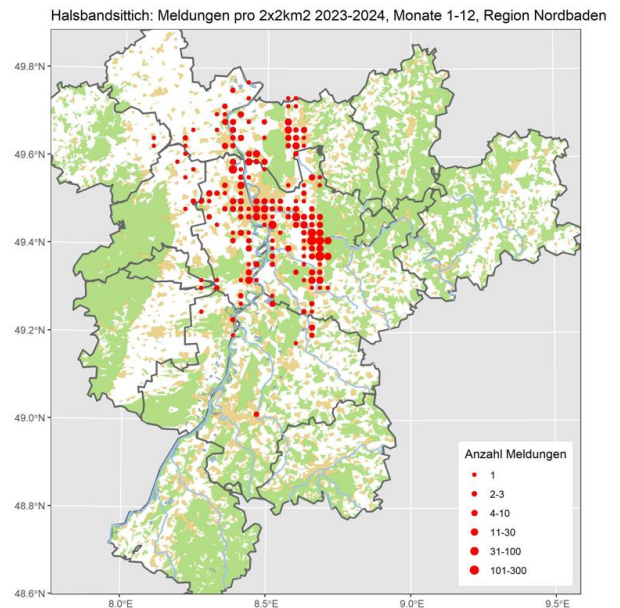 Halsbandsittich: Meldungen pro 2x2km2 2023-2024, Monate 1-12, Region Nordbaden
49.8°N
49.6°N
49.4°N
49.2°N
49.0°N
48.8°N
48.6°N
8.0°E
8.5°E
9.0°E
9.5°E
Anzahl Meldungen
1
2-3
4-10
11-30
31-100
101-300